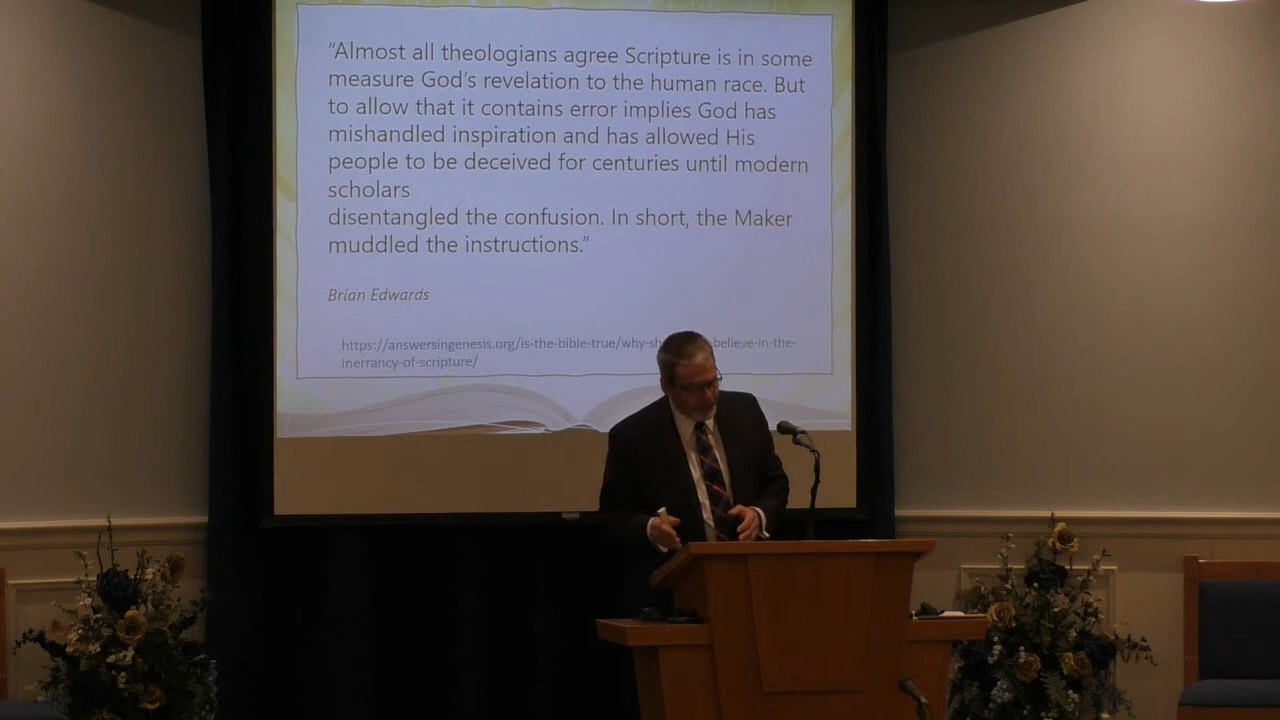 "Almost all theologians agree Scripture is in some
measure God's revelation to the human race. But
to allow that it contains error implies God has
mishandled inspiration and has allowed His
people to be deceived for centuries until modern
scholars
disentangled the confusion. In short, the Maker
muddled the instructions."
Brian Edwards
https://answersingenesis.org/is-the-bible-true/why-sh believe-in-the-
inerrancy-of-scripture/